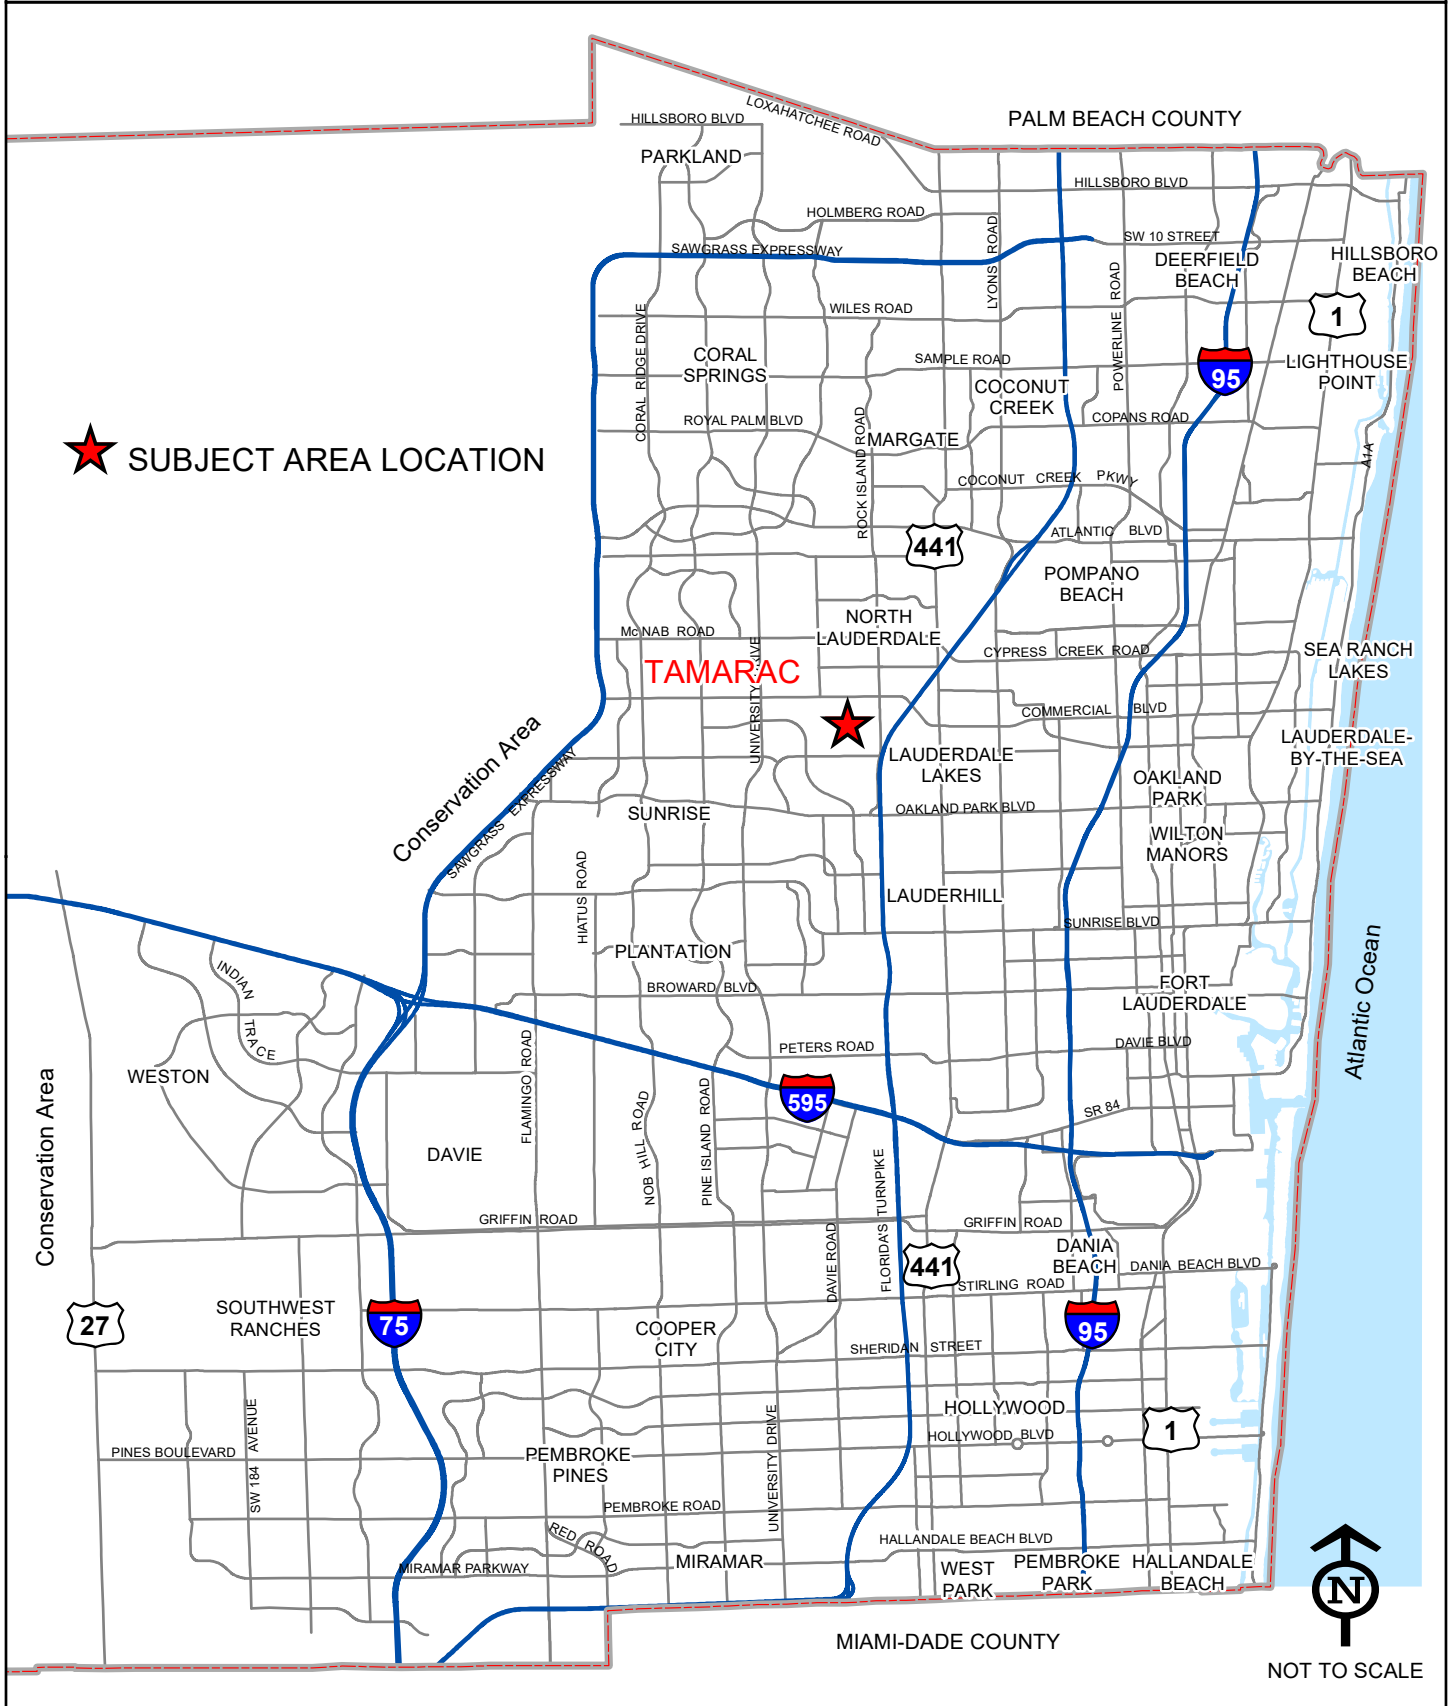 PALM BEACH COUNTY
LOXAHATCHEE ROAD
HILLSBORO BLVD
PARKLAND
HILLSBORO BLVD
HOLMBERG ROAD
LYONS ROAD
SW 10 STREET
SAWGRASS EXPRESSWAY
DEERFIELD
BEACH
HILLSBORO
BEACH
POWERLINE ROAD
WILES ROAD
1
CORAL RIDGE DRIVE
CORAL
SPRINGS
SAMPLE ROAD
95
LIGHTHOUSE
POINT
COCONUT
CREEK
ROYAL PALM BLVD
COPANS ROAD
ROCK ISLAND ROAD
MARGATE
A1A
SUBJECT AREA LOCATION
COCONUT CREEK PKWY
441
ATLANTIC BLVD
POMPANO
BEACH
NORTH
LAUDERDALE
McNAB ROAD
CYPRESS CREEK ROAD
SEA RANCH
LAKES
TAMARAC
UNIVERSITY DRIVE
COMMERCIAL BLVD
LAUDERDALE-
BY-THE-SEA
Conservation Area
SAWGRASS EXPRESSWAY
LAUDERDALE
LAKES
OAKLAND
PARK
SUNRISE
OAKLAND PARK BLVD
WILTON
MANORS
HIATUS ROAD
LAUDERHILL
SUNRISE BLVD
PLANTATION
Atlantic Ocean
INDIAN TRACE
BROWARD BLVD
FORT
LAUDERDALE
PETERS ROAD
DAVIE BLVD
FLAMINGO ROAD
WESTON
595
SR 84
NOB HILL ROAD
PINE ISLAND ROAD
Conservation Area
DAVIE
FLORIDA'S TURNPIKE
GRIFFIN ROAD
GRIFFIN ROAD
DAVIE ROAD
DANIA
BEACH
441
DANIA BEACH BLVD
STIRLING ROAD
27
SOUTHWEST
RANCHES
75
COOPER
CITY
95
SHERIDAN STREET
SW 184 AVENUE
UNIVERSITY DRIVE
HOLLYWOOD
HOLLYWOOD BLVD
1
PINES BOULEVARD
PEMBROKE
PINES
PEMBROKE ROAD
RED ROAD
HALLANDALE BEACH BLVD
MIRAMAR PARKWAY
MIRAMAR
WEST
PARK
PEMBROKE
PARK
HALLANDALE
BEACH
N
MIAMI-DADE COUNTY
NOT TO SCALE